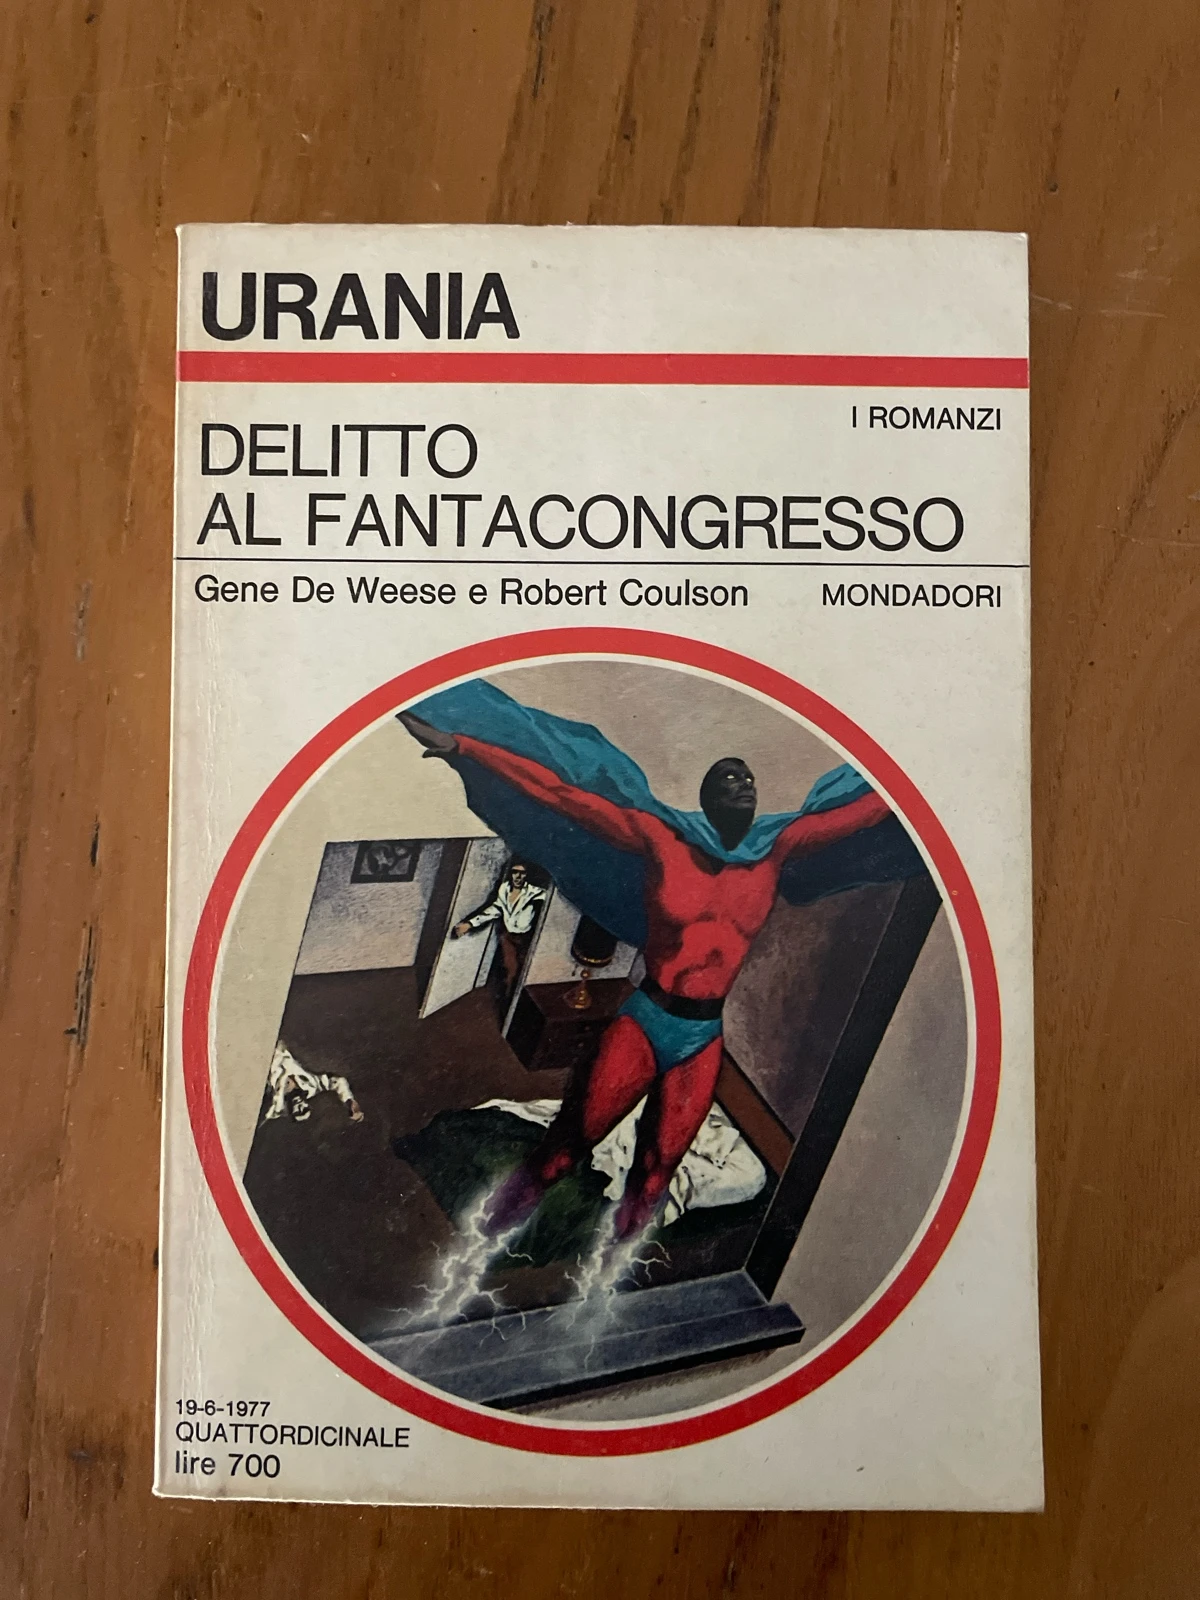 URANIA
I ROMANZI
DELITTO
AL FANTACONGRESSO
Gene De Weese e Robert Coulson
MONDADORI
19-6-1977
QUATTORDICINALE
lire 700